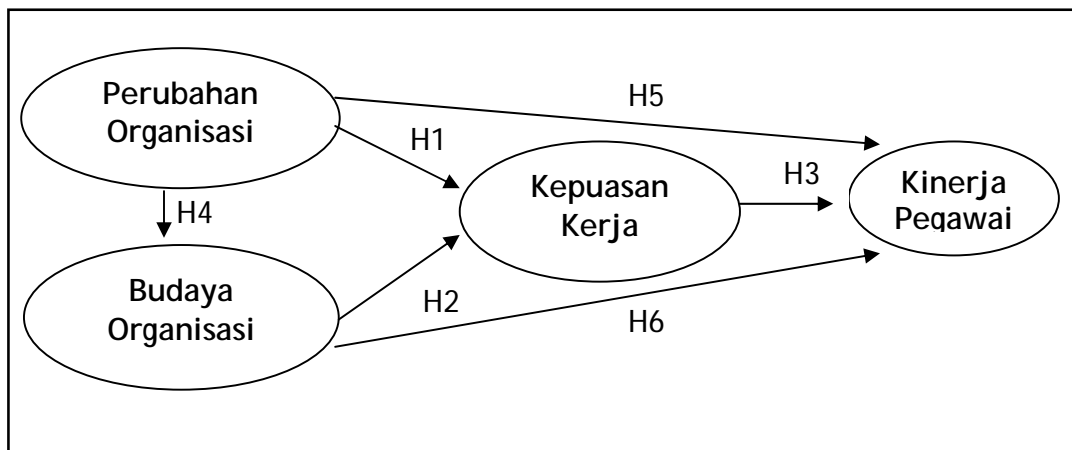 Perubahan
Organisasi
H5
H1
Kepuasan
Kerja
H3
Kinerja
Pegawai
H4
Budaya
Organisasi
H2
H6